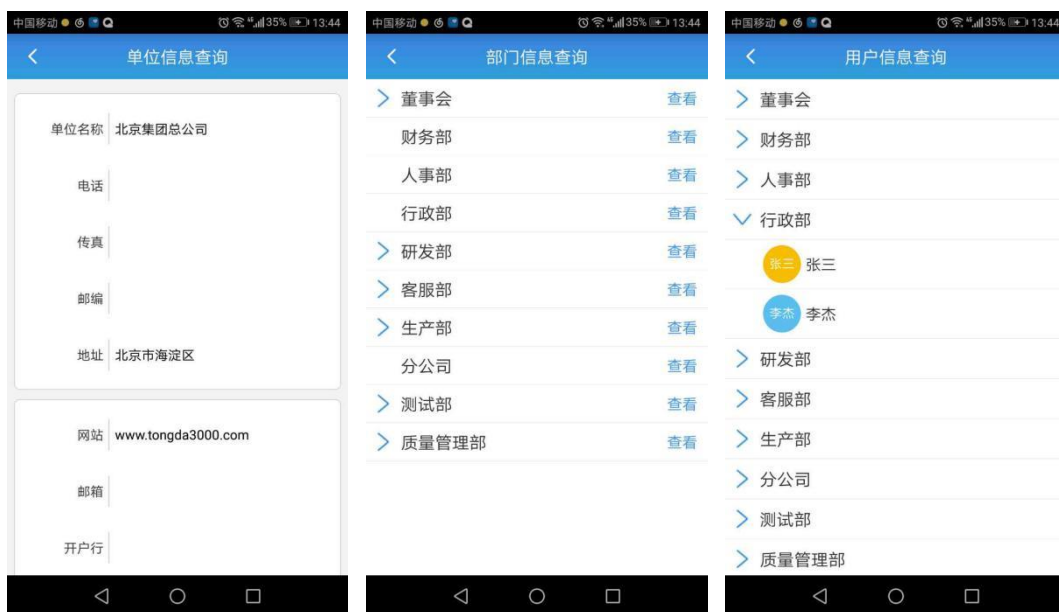 中国移动 35% 13:44
单位信息查询
单位名称 北京集团总公司
电话
传真
邮编
地址 北京市海淀区
网站 www.tongda3000.com
邮箱
开户行
中国移动 35% 13:44
部门信息查询
董事会 查看
财务部 查看
人事部 查看
行政部 查看
研发部 查看
客服部 查看
生产部 查看
分公司 查看
测试部 查看
质量管理部 查看
中国移动 35% 13:44
用户信息查询
董事会
财务部
人事部
行政部
张三 张三
李杰 李杰
研发部
客服部
生产部
分公司
测试部
质量管理部